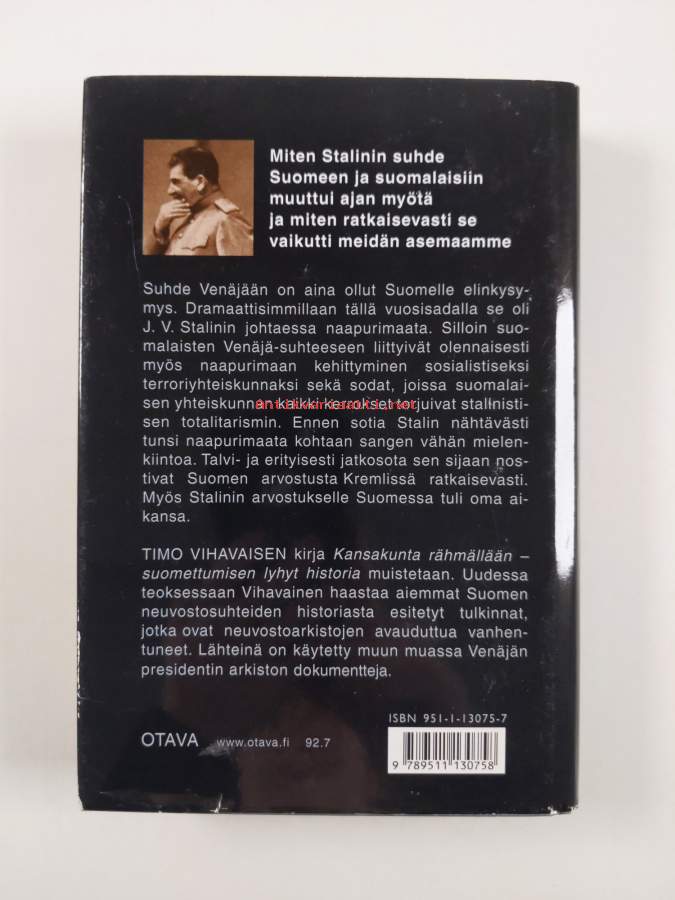 Miten Stalinin suhde
Suomeen ja suomalaisiin
muuttui ajan myötä
ja miten ratkaisevasti se
vaikutti meidän asemaamme
Suhde Venäjään on aina ollut Suomelle elinkysy-
mys. Dramaattisimmillaan tällä vuosisadalla se oli
J. V. Stalinin johtaessa naapurimaata. Silloin suo-
malaisten Venäjä-suhteeseen liittyivät olennaisesti
myös naapurimaan kehittyminen sosialistiseksi
terroriyhteiskunnaksi sekä sodat, joissa suomalai-
sen yhteiskunnan kaikki kerrokset torjuivat stalinisti-
sen totalitarismin. Ennen sotia Stalin nähtävästi
tunsi naapurimaata kohtaan sangen vähän mielen-
kiintoa. Talvi- ja erityisesti jatkosota sen sijaan nos-
tivat Suomen arvostusta Kremlissä ratkaisevasti.
Myös Stalinin arvostukselle Suomessa tuli oma ai-
kansa.
TIMO VIHAVAISEN kirja Kansakunta rähmällään –
suomettumisen lyhyt historia muistetaan. Uudessa
teoksessaan Vihavainen haastaa aiemmat Suomen
neuvostosuhteiden historiasta esitetyt tulkinnat,
jotka ovat neuvostoarkistojen avauduttua vanhen-
tuneet. Lähteinä on käytetty muun muassa Venäjän
presidentin arkiston dokumentteja.
ISBN 951-1-13075-7
OTAVA www.otava.fi 92.7
9 789511 130758
antikvariaatti.net